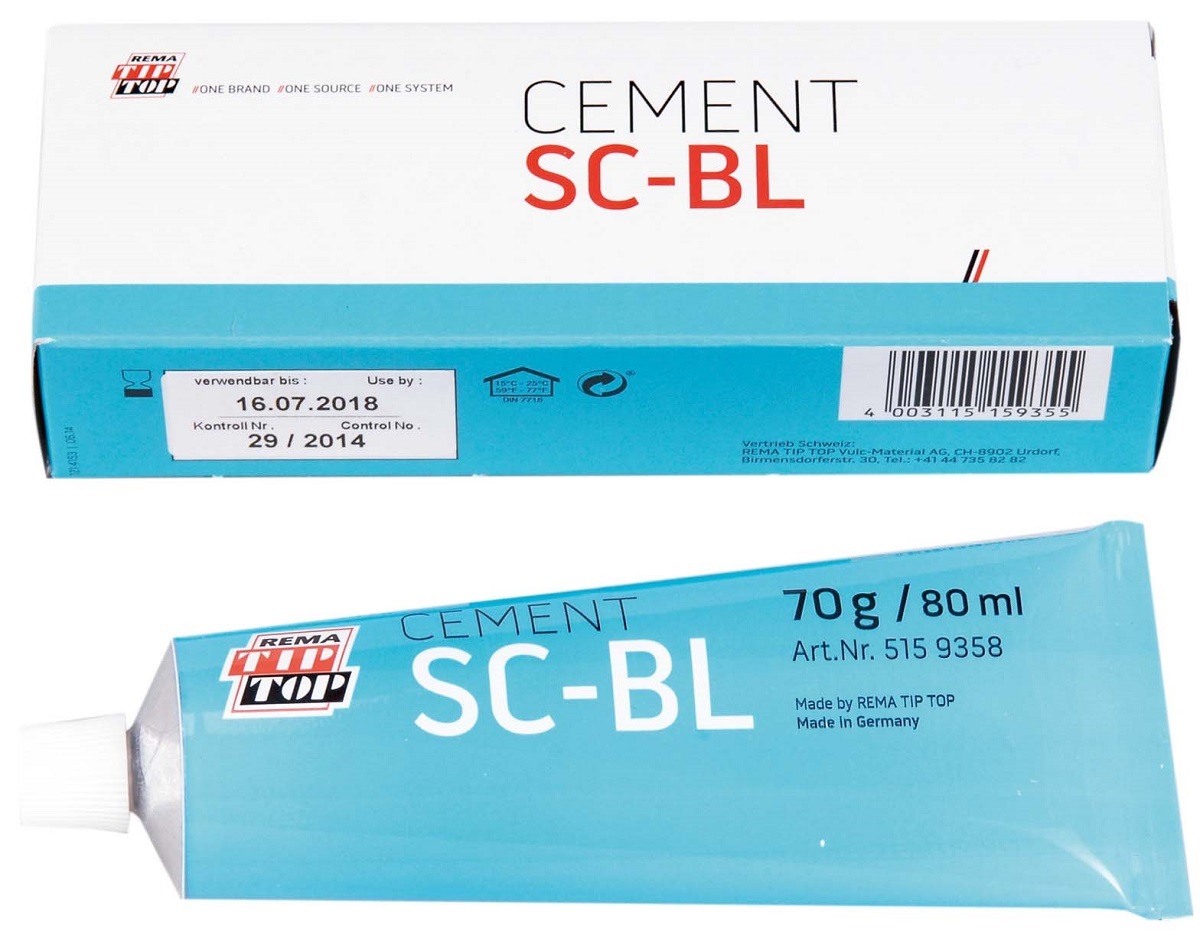 REMA
TIP
TOP
//ONE BRAND //ONE SOURCE //ONE SYSTEM
CEMENT
SC-BL
verwendbar bis : Use by :
16.07.2018
Kontroll Nr. Control No.
29 / 2014
15°C - 25°C
59°F - 77°F
DIN 7716
4 003115 159355
Vertrieb Schweiz:
REMA TIP TOP Vulc-Material AG, CH-8902 Urdorf,
Birmensdorferstr. 30, Tel.: +41 44 735 82 82
REMA
TIP
TOP
CEMENT
SC-BL
70 g / 80 ml
Art.Nr. 515 9358
Made by REMA TIP TOP
Made in Germany